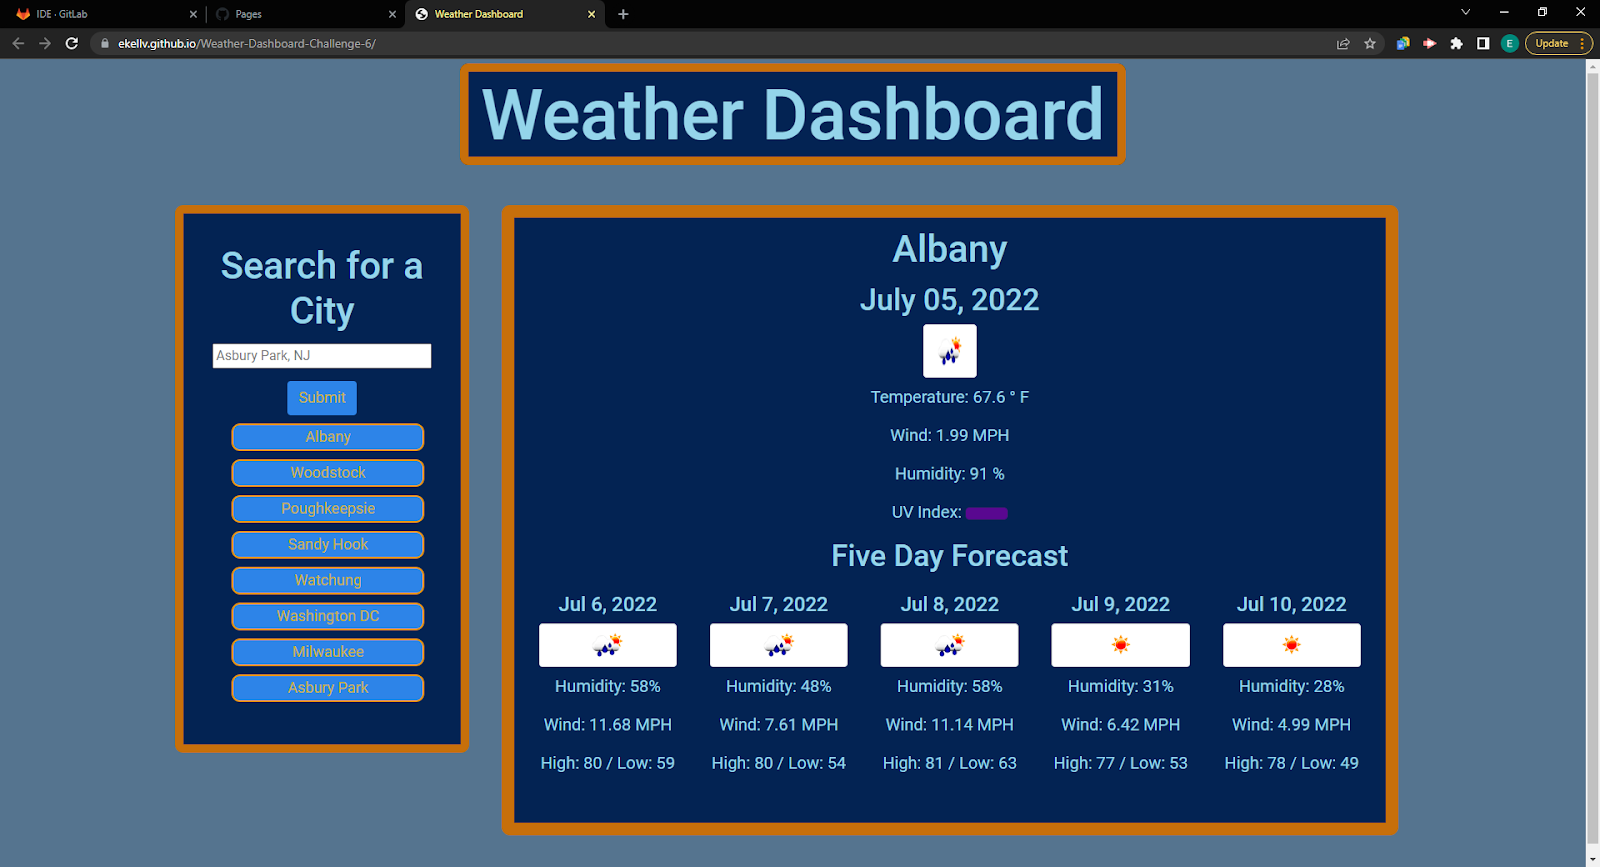 IDE · GitLab
Pages
Weather Dashboard
ekellv.github.io/Weather-Dashboard-Challenge-6/
E
Update
Weather Dashboard
Search for a
City
Asbury Park, NJ
Submit
Albany
Woodstock
Poughkeepsie
Sandy Hook
Watchung
Washington DC
Milwaukee
Asbury Park
Albany
July 05, 2022
Temperature: 67.6 ° F
Wind: 1.99 MPH
Humidity: 91 %
UV Index:
Five Day Forecast
Jul 6, 2022 Jul 7, 2022 Jul 8, 2022 Jul 9, 2022 Jul 10, 2022
Humidity: 58% Humidity: 48% Humidity: 58% Humidity: 31% Humidity: 28%
Wind: 11.68 MPH Wind: 7.61 MPH Wind: 11.14 MPH Wind: 6.42 MPH Wind: 4.99 MPH
High: 80 / Low: 59 High: 80 / Low: 54 High: 81 / Low: 63 High: 77 / Low: 53 High: 78 / Low: 49